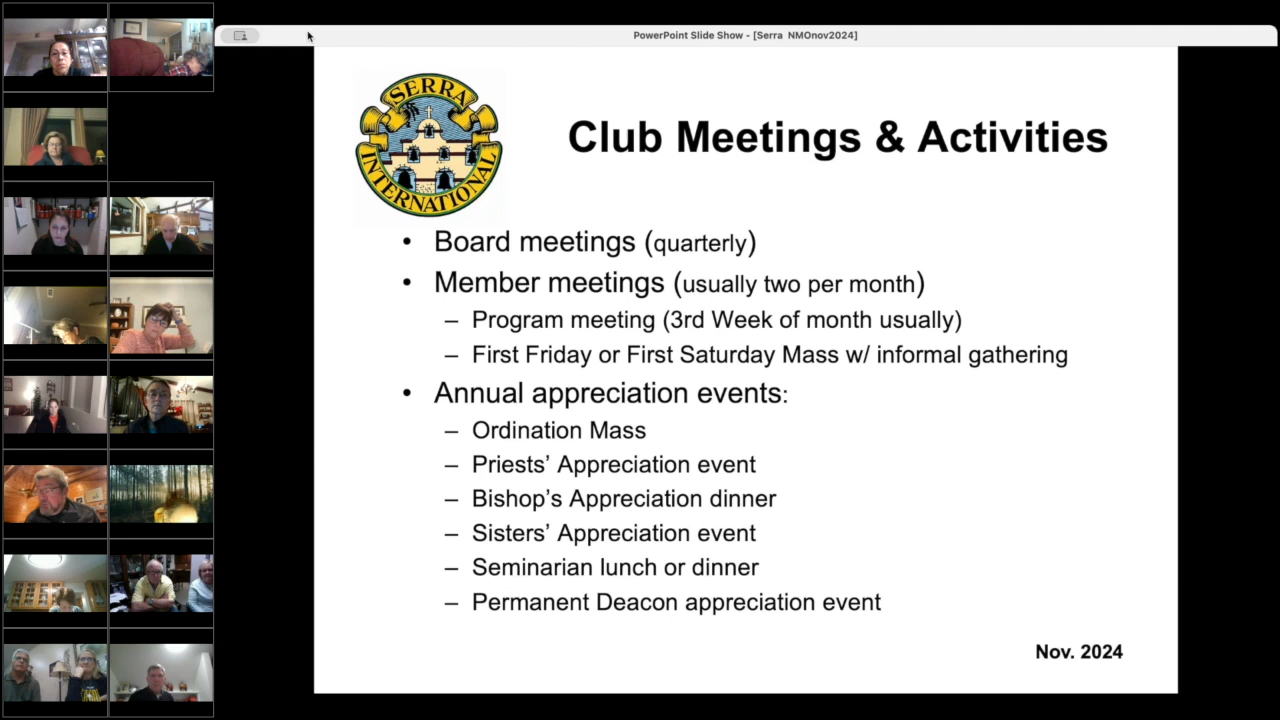 PowerPoint Slide Show - [Serra NMOnov2024]
SERRA
INTERNATIONAL
Club Meetings & Activities
• Board meetings (quarterly)
• Member meetings (usually two per month)
– Program meeting (3rd Week of month usually)
– First Friday or First Saturday Mass w/ informal gathering
• Annual appreciation events:
– Ordination Mass
– Priests’ Appreciation event
– Bishop’s Appreciation dinner
– Sisters’ Appreciation event
– Seminarian lunch or dinner
– Permanent Deacon appreciation event
Nov. 2024